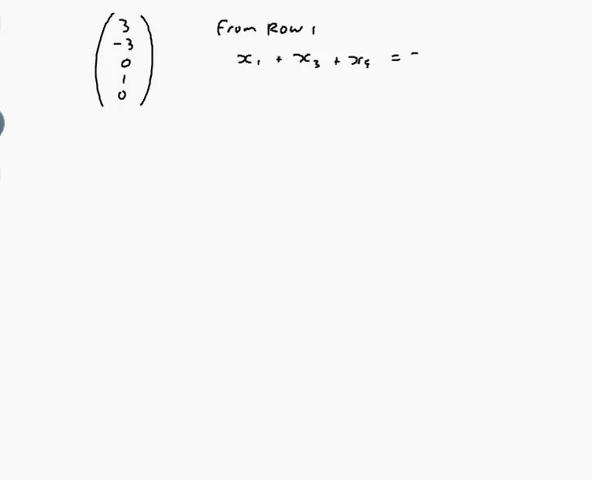 3
-3
0
1
0
From Row 1
x₁ + x₃ + x₅ = -